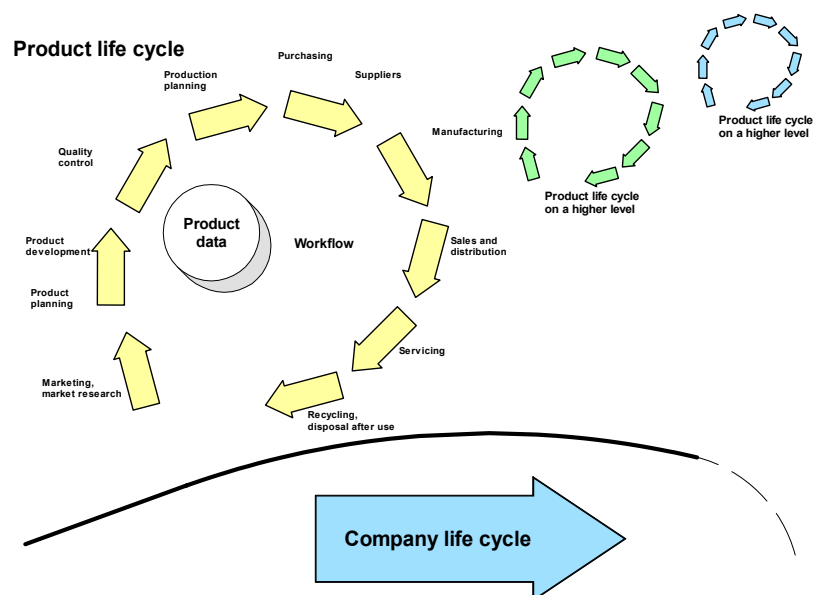 Product life cycle
Purchasing
Production
planning
Suppliers
Manufacturing
Quality
control
Product
data
Workflow
Product
development
Product
planning
Sales and
distribution
Servicing
Marketing,
market research
Recycling,
disposal after use
Product life cycle
on a higher level
Product life cycle
on a higher level
Company life cycle